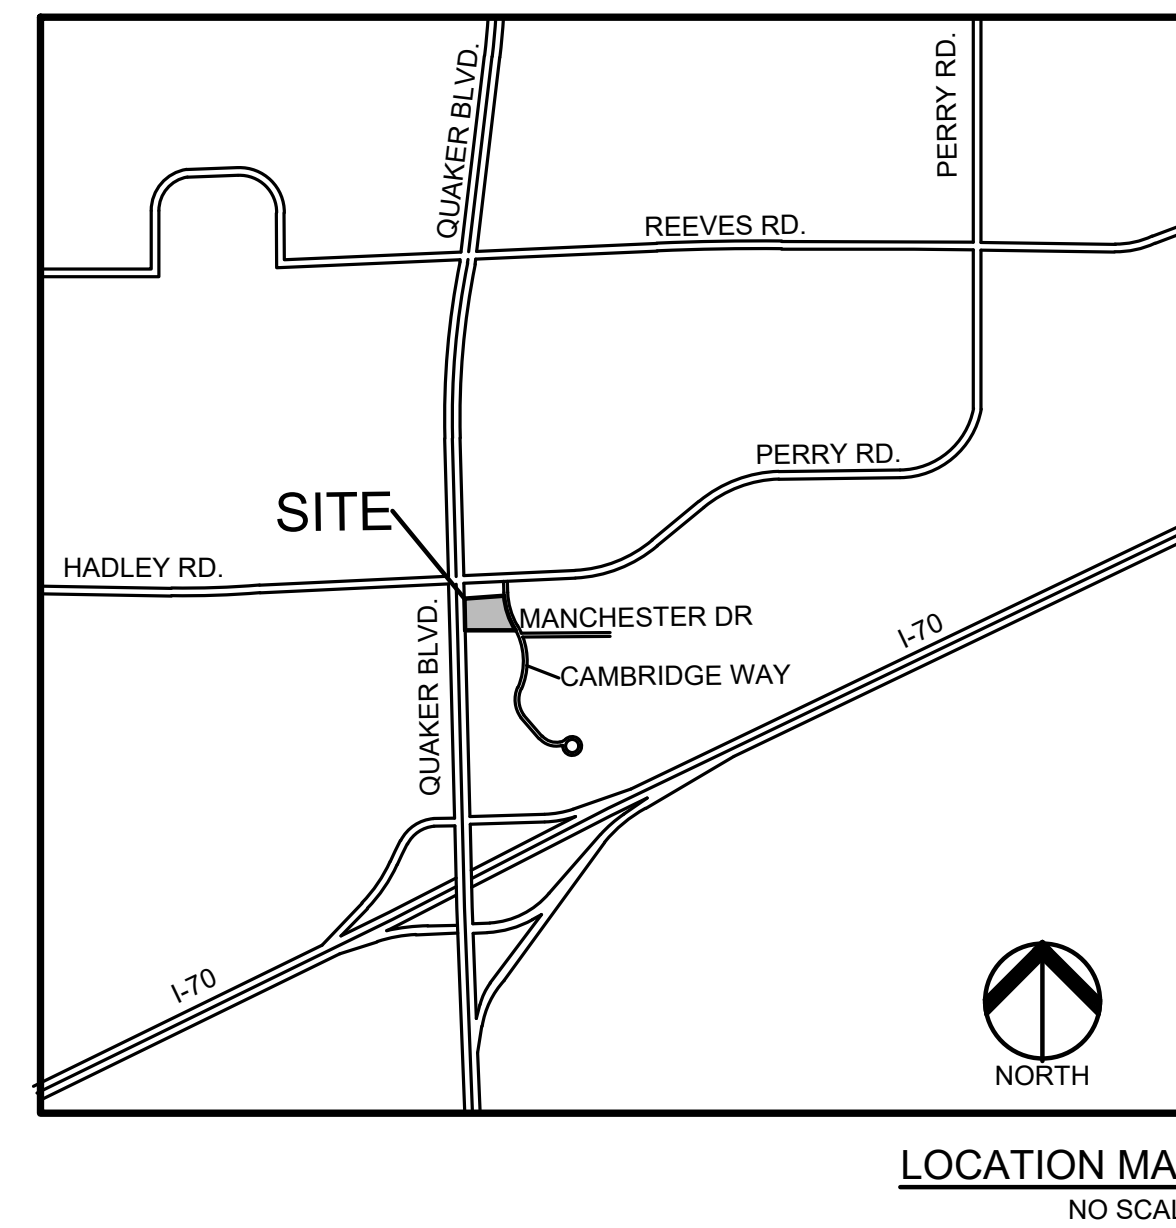 QUAKER BLVD.
PERRY RD.
REEVES RD.
PERRY RD.
SITE
HADLEY RD.
MANCHESTER DR
I-70
CAMBRIDGE WAY
QUAKER BLVD.
I-70
NORTH
LOCATION MA
NO SCAL